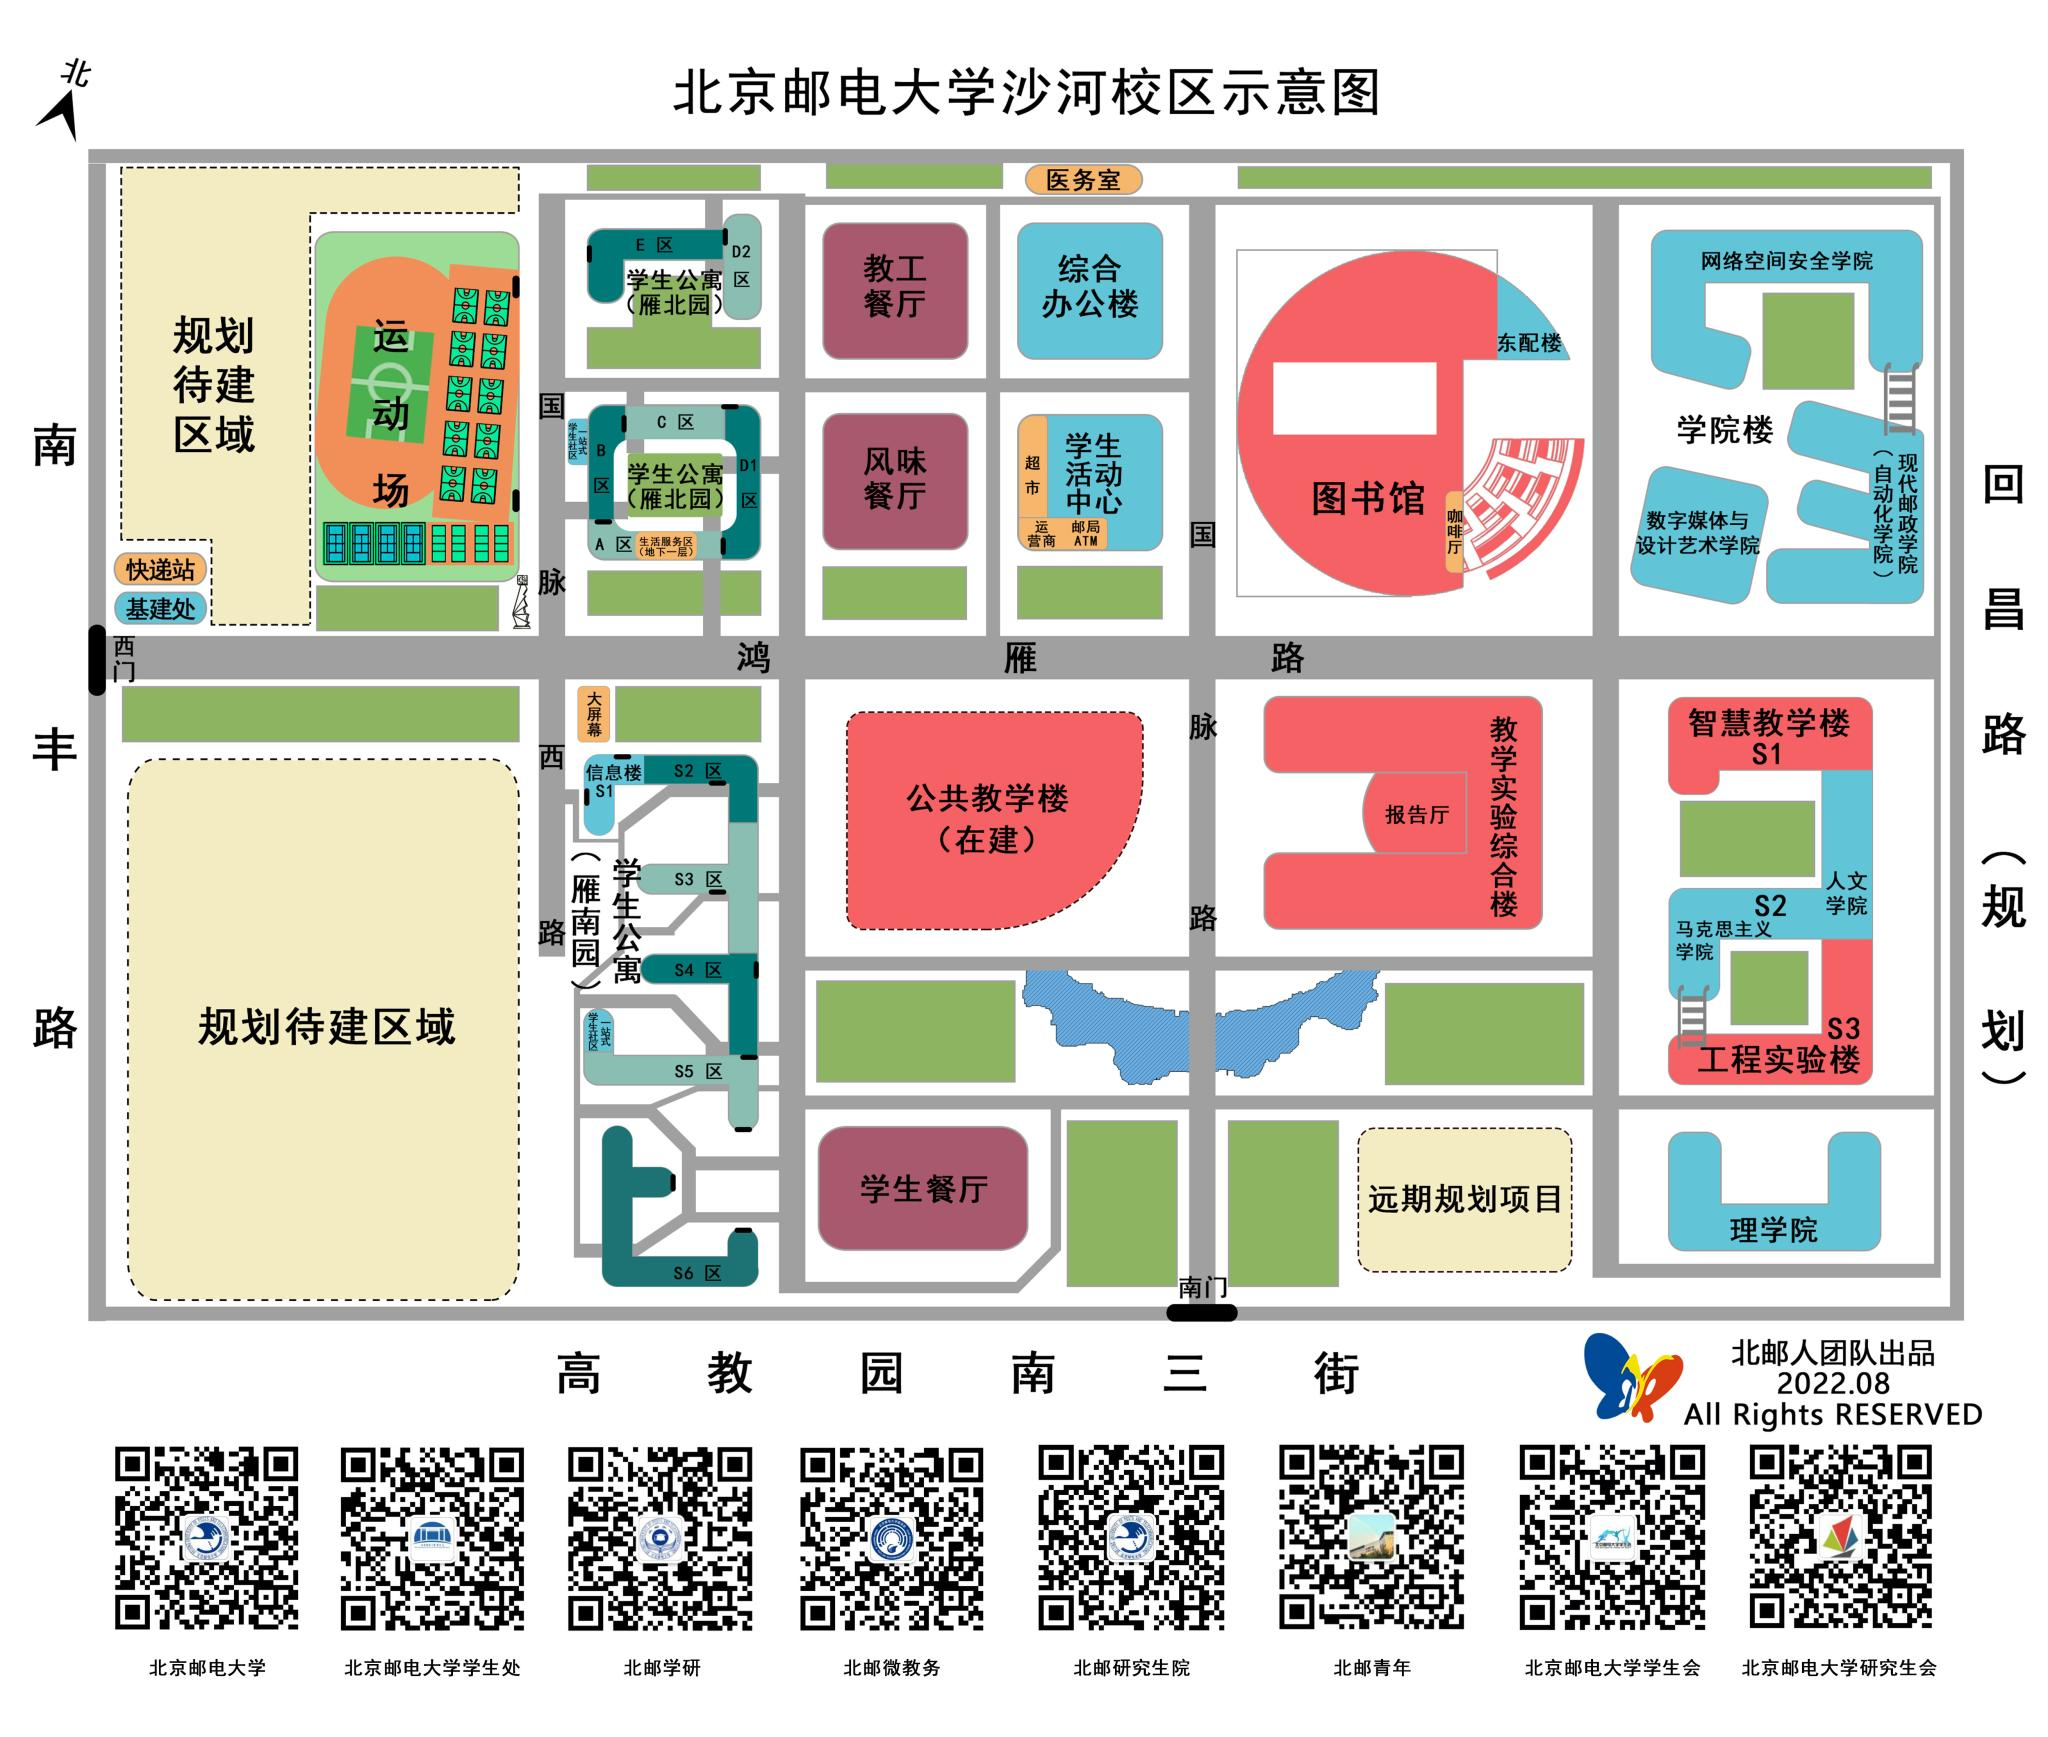 北京邮电大学沙河校区示意图
北
医务室
规划
待建
区域
运
动
场
快递站
基建处
E 区
D2
区
学生公寓
（雁北园）
C 区
B
区
D1
区
学生公寓
（雁北园）
A 区
生活服务区
（地下一层）
一站式
学生社区
教工
餐厅
综合
办公楼
风味
餐厅
学生
活动
中心
超
市
运
营商
邮局
ATM
图书馆
东配楼
咖啡厅
网络空间安全学院
学院楼
数字媒体与
设计艺术学院
现代邮政学院
（自动化学院）
国
脉
西
路
国
脉
路
西门
鸿 雁 路
南
丰
路
回
昌
路
（
规
划
）
大屏幕
信息楼
S1
S2 区
S3 区
S4 区
S5 区
S6 区
学生公寓
（雁南园）
一站式
学生社区
规划待建区域
公共教学楼
（在建）
教学实验综合楼
报告厅
智慧教学楼
S1
人文
学院
S2
马克思主义
学院
S3
工程实验楼
学生餐厅
远期规划项目
理学院
南门
高 教 园 南 三 街
北邮人团队出品
2022.08
All Rights RESERVED
北京邮电大学
北京邮电大学学生处
北邮学研
北邮微教务
北邮研究生院
北邮青年
北京邮电大学学生会
北京邮电大学研究生会